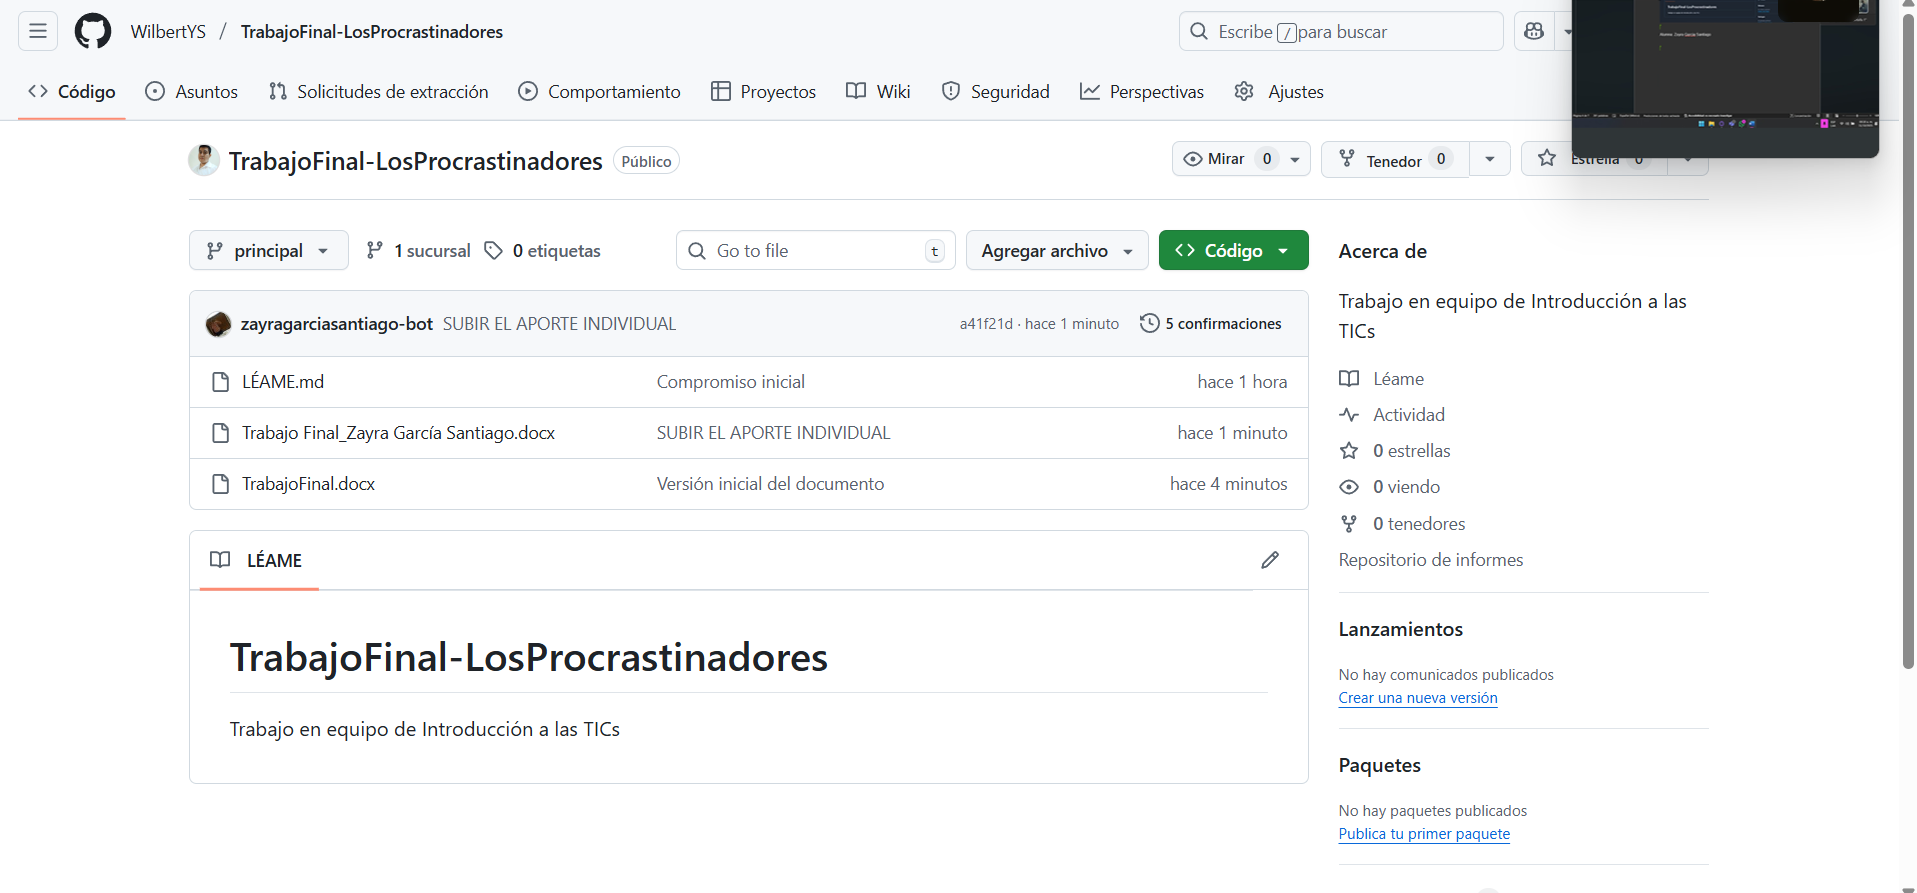 WilbertYS / TrabajoFinal-LosProcrastinadores
Escribe / para buscar
Código
Asuntos
Solicitudes de extracción
Comportamiento
Proyectos
Wiki
Seguridad
Perspectivas
Ajustes
TrabajoFinal-LosProcrastinadores Público
Mirar 0
Tenedor 0
Estrella 0
principal
1 sucursal
0 etiquetas
Go to file t
Agregar archivo
Código
zayragarciasantiago-bot SUBIR EL APORTE INDIVIDUAL a41f21d · hace 1 minuto 5 confirmaciones
LÉAME.md Compromiso inicial hace 1 hora
Trabajo Final_Zayra García Santiago.docx SUBIR EL APORTE INDIVIDUAL hace 1 minuto
TrabajoFinal.docx Versión inicial del documento hace 4 minutos
LÉAME
TrabajoFinal-LosProcrastinadores
Trabajo en equipo de Introducción a las TICs
Acerca de
Trabajo en equipo de Introducción a las
TICs
Léame
Actividad
0 estrellas
0 viendo
0 tenedores
Repositorio de informes
Lanzamientos
No hay comunicados publicados
Crear una nueva versión
Paquetes
No hay paquetes publicados
Publica tu primer paquete